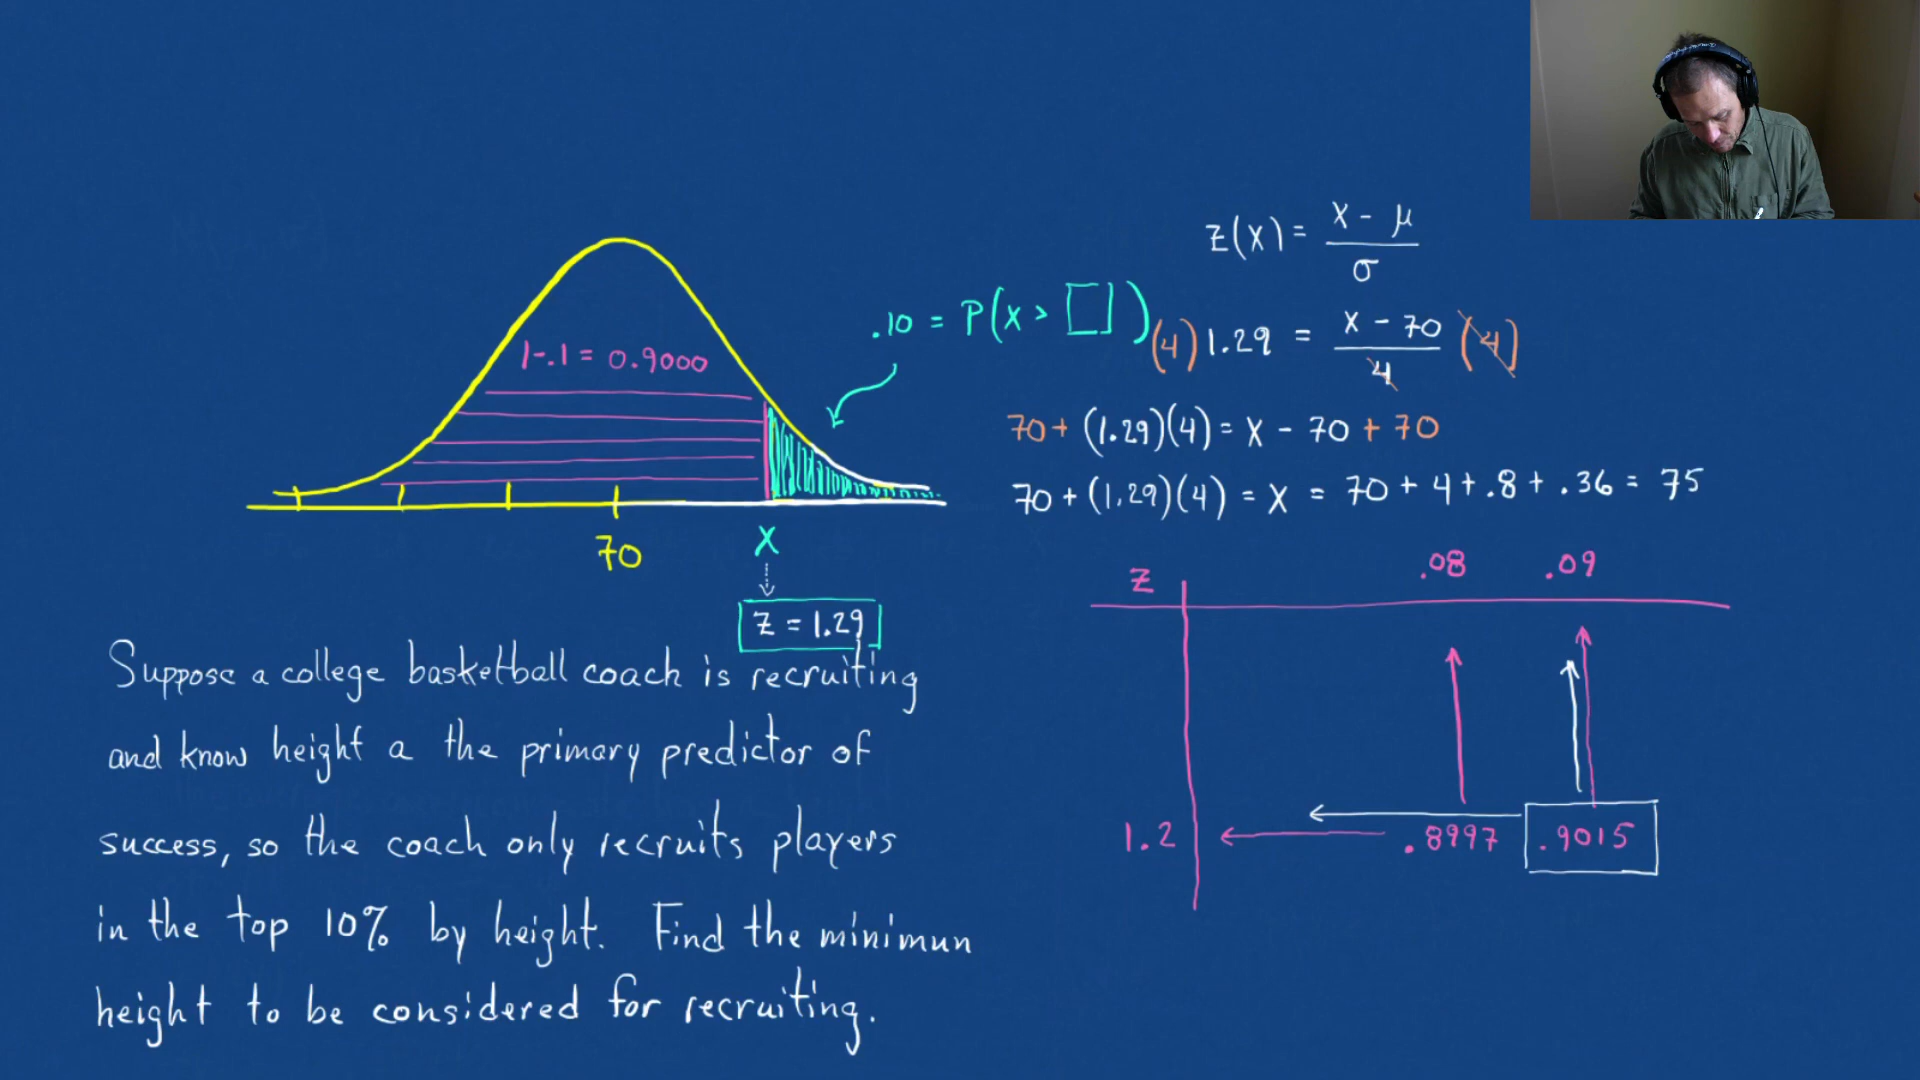 Z(x) = x - μ / σ
.10 = P(x > □)
(4) 1.29 = x - 70 / 4 (4)
1-.1 = 0.9000
70 + (1.29)(4) = x - 70 + 70
70 + (1.29)(4) = x = 70 + 4 + .8 + .36 = 75
70
x
Z = 1.29
Z .08 .09
1.2 .8997 .9015
Suppose a college basketball coach is recruiting
and know height a the primary predictor of
success, so the coach only recruits players
in the top 10% by height. Find the minimun
height to be considered for recruiting.